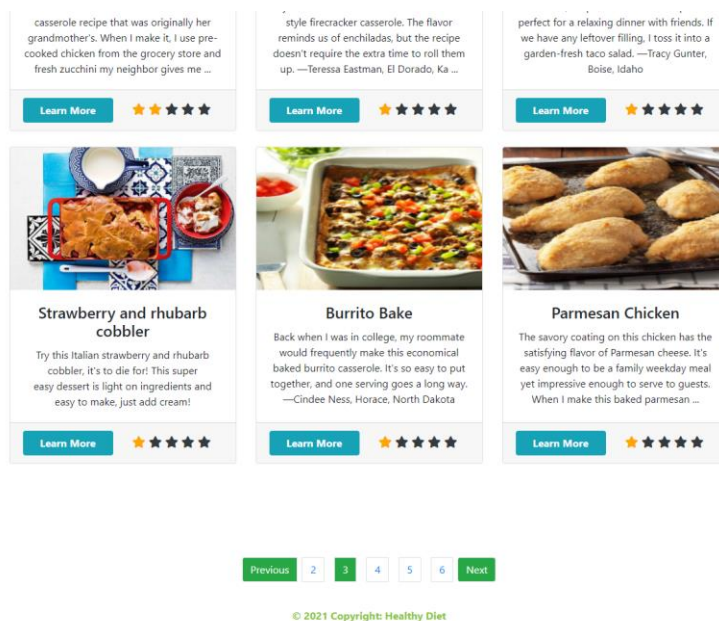 casserole recipe that was originally her
grandmother's. When I make it, I use pre-
cooked chicken from the grocery store and
fresh zucchini my neighbor gives me ...
Learn More
style firecracker casserole. The flavor
reminds us of enchiladas, but the recipe
doesn't require the extra time to roll them
up. —Teressa Eastman, El Dorado, Ka ...
Learn More
perfect for a relaxing dinner with friends. If
we have any leftover filling, I toss it into a
garden-fresh taco salad. —Tracy Gunter,
Boise, Idaho
Learn More
Strawberry and rhubarb
cobbler
Try this Italian strawberry and rhubarb
cobbler, it's to die for! This super
easy dessert is light on ingredients and
easy to make, just add cream!
Learn More
Burrito Bake
Back when I was in college, my roommate
would frequently make this economical
baked burrito casserole. It's so easy to put
together, and one serving goes a long way.
—Cindee Ness, Horace, North Dakota
Learn More
Parmesan Chicken
The savory coating on this chicken has the
satisfying flavor of Parmesan cheese. It's
easy enough to be a family weekday meal
yet impressive enough to serve to guests.
When I make this baked parmesan ...
Learn More
Previous 2 3 4 5 6 Next
© 2021 Copyright: Healthy Diet